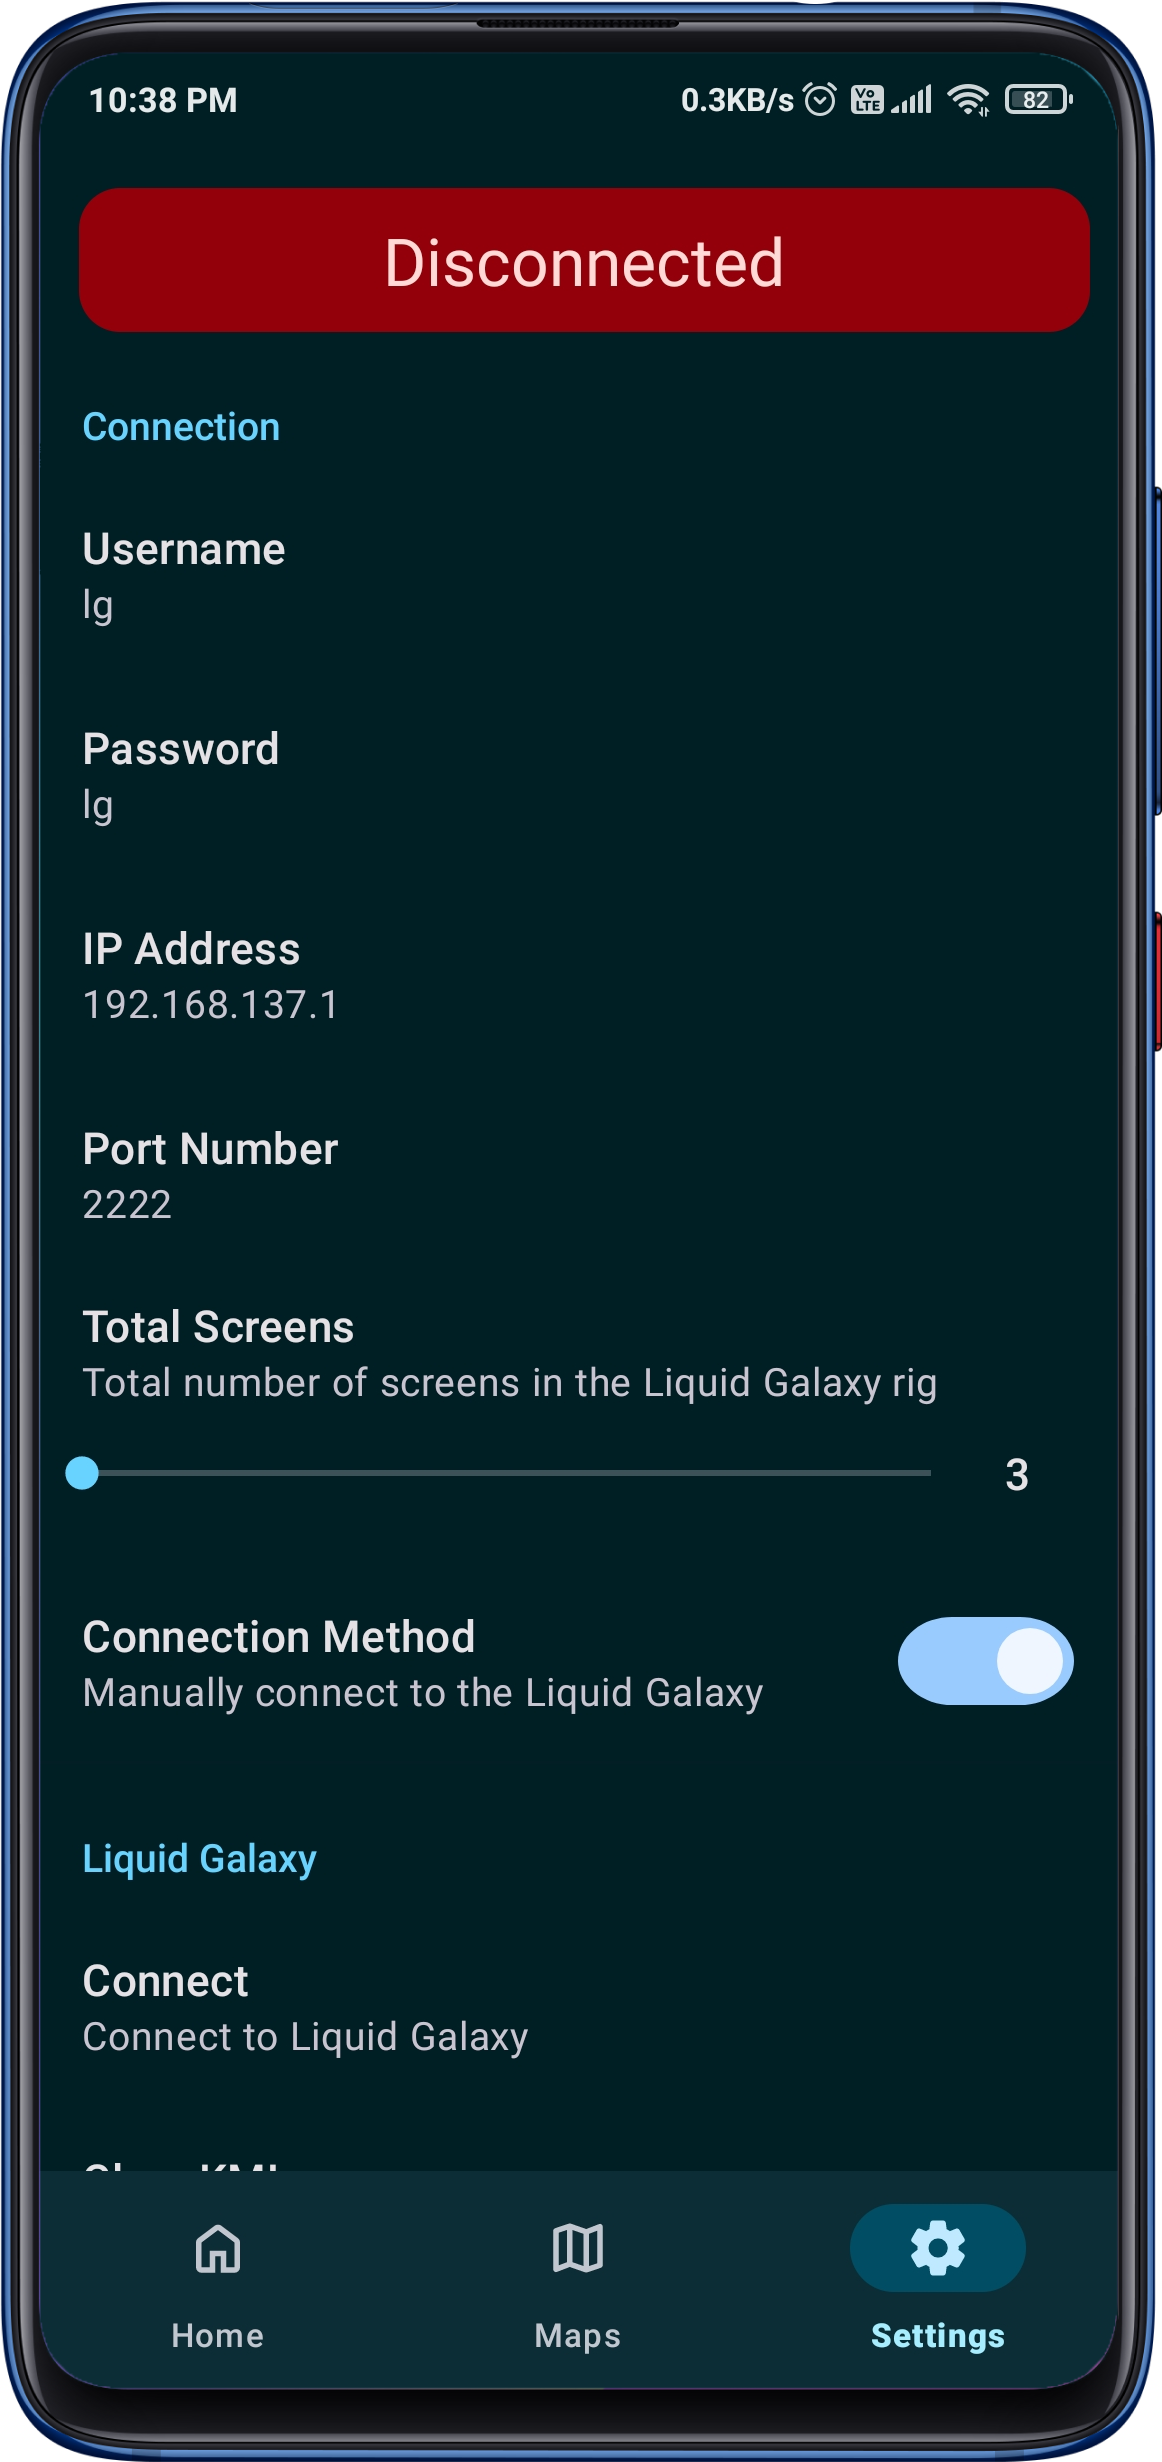 10:38 PM 0.3KB/s Vo LTE 82
Disconnected
Connection
Username
lg
Password
lg
IP Address
192.168.137.1
Port Number
2222
Total Screens
Total number of screens in the Liquid Galaxy rig
3
Connection Method
Manually connect to the Liquid Galaxy
Liquid Galaxy
Connect
Connect to Liquid Galaxy
Home Maps Settings